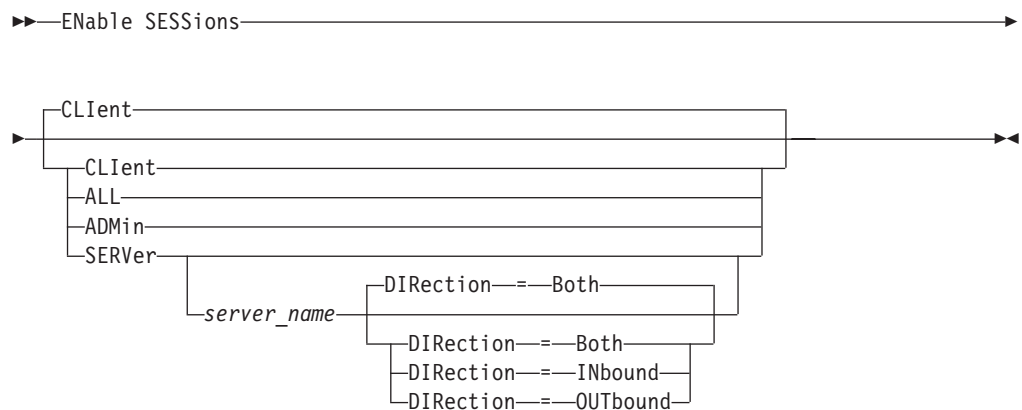 ENable SESSions
CLIent
CLIent
ALL
ADMin
SERVer
DIRection = Both
server_name
DIRection = Both
DIRection = INbound
DIRection = OUTbound